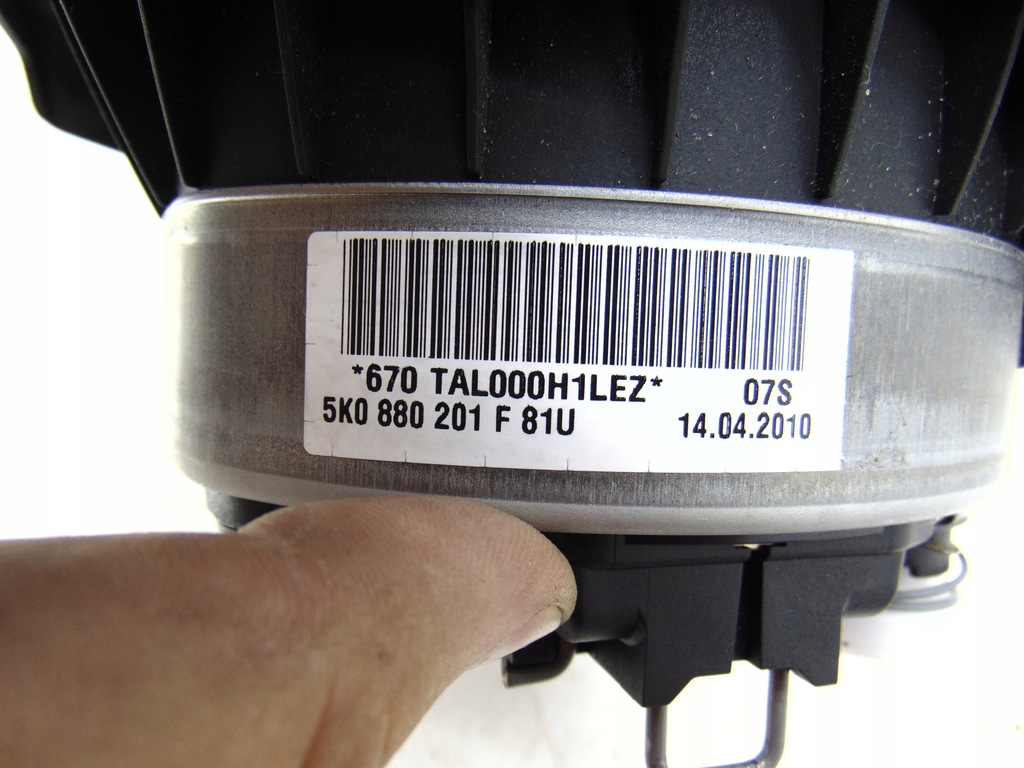 *670 TAL000H1LEZ* 07S
5K0 880 201 F 81U 14.04.2010